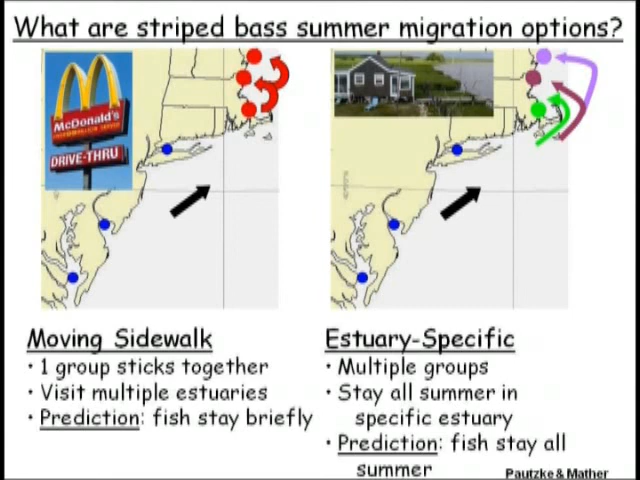 What are striped bass summer migration options?
McDonald's
DRIVE-THRU
Moving Sidewalk
• 1 group sticks together
• Visit multiple estuaries
• Prediction: fish stay briefly
Estuary-Specific
• Multiple groups
• Stay all summer in
specific estuary
• Prediction: fish stay all
summer
Pautzke & Mather